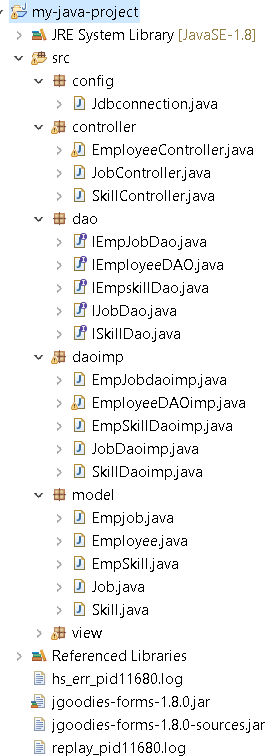 my-java-project
JRE System Library [JavaSE-1.8]
src
config
Jdbconnection.java
controller
EmployeeController.java
JobController.java
SkillController.java
dao
IEmpJobDao.java
IEmployeeDAO.java
IEmpskillDao.java
IJobDao.java
ISkillDao.java
daoimp
EmpJobdaoimp.java
EmployeeDAOimp.java
EmpSkillDaoimp.java
JobDaoimp.java
SkillDaoimp.java
model
Empjob.java
Employee.java
EmpSkill.java
Job.java
Skill.java
view
Referenced Libraries
hs_err_pid11680.log
jgoodies-forms-1.8.0.jar
jgoodies-forms-1.8.0-sources.jar
replay_pid11680.log